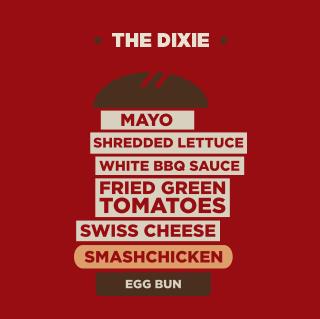 THE DIXIE
MAYO
SHREDDED LETTUCE
WHITE BBQ SAUCE
FRIED GREEN
TOMATOES
SWISS CHEESE
SMASHCHICKEN
EGG BUN